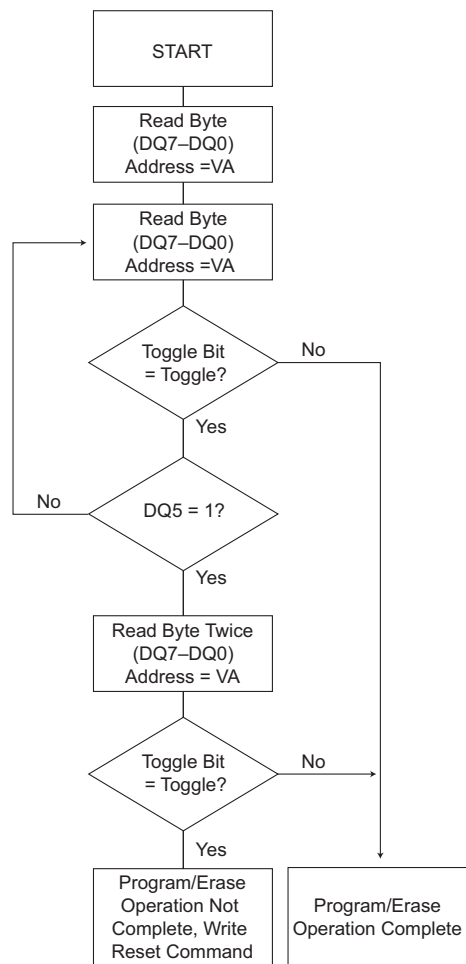 START
Read Byte
(DQ7–DQ0)
Address =VA
Read Byte
(DQ7–DQ0)
Address =VA
Toggle Bit
= Toggle?
No
Yes
No
DQ5 = 1?
Yes
Read Byte Twice
(DQ7–DQ0)
Address = VA
Toggle Bit
= Toggle?
No
Yes
Program/Erase
Operation Not
Complete, Write
Reset Command
Program/Erase
Operation Complete